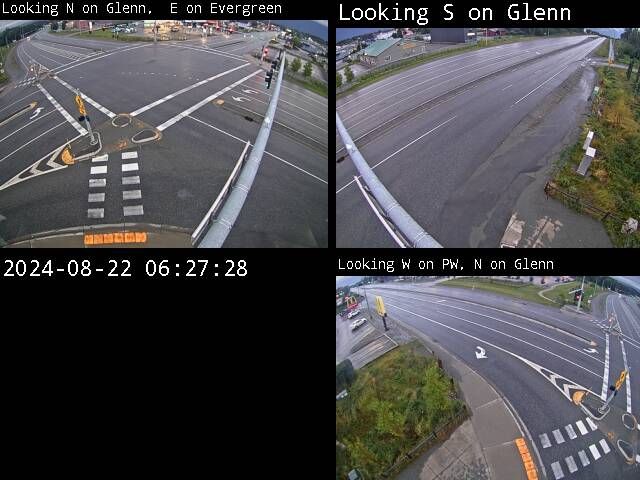 Looking N on Glenn,  E on Evergreen
Looking S on Glenn
2024-08-22 06:27:28
Looking W on PW, N on Glenn